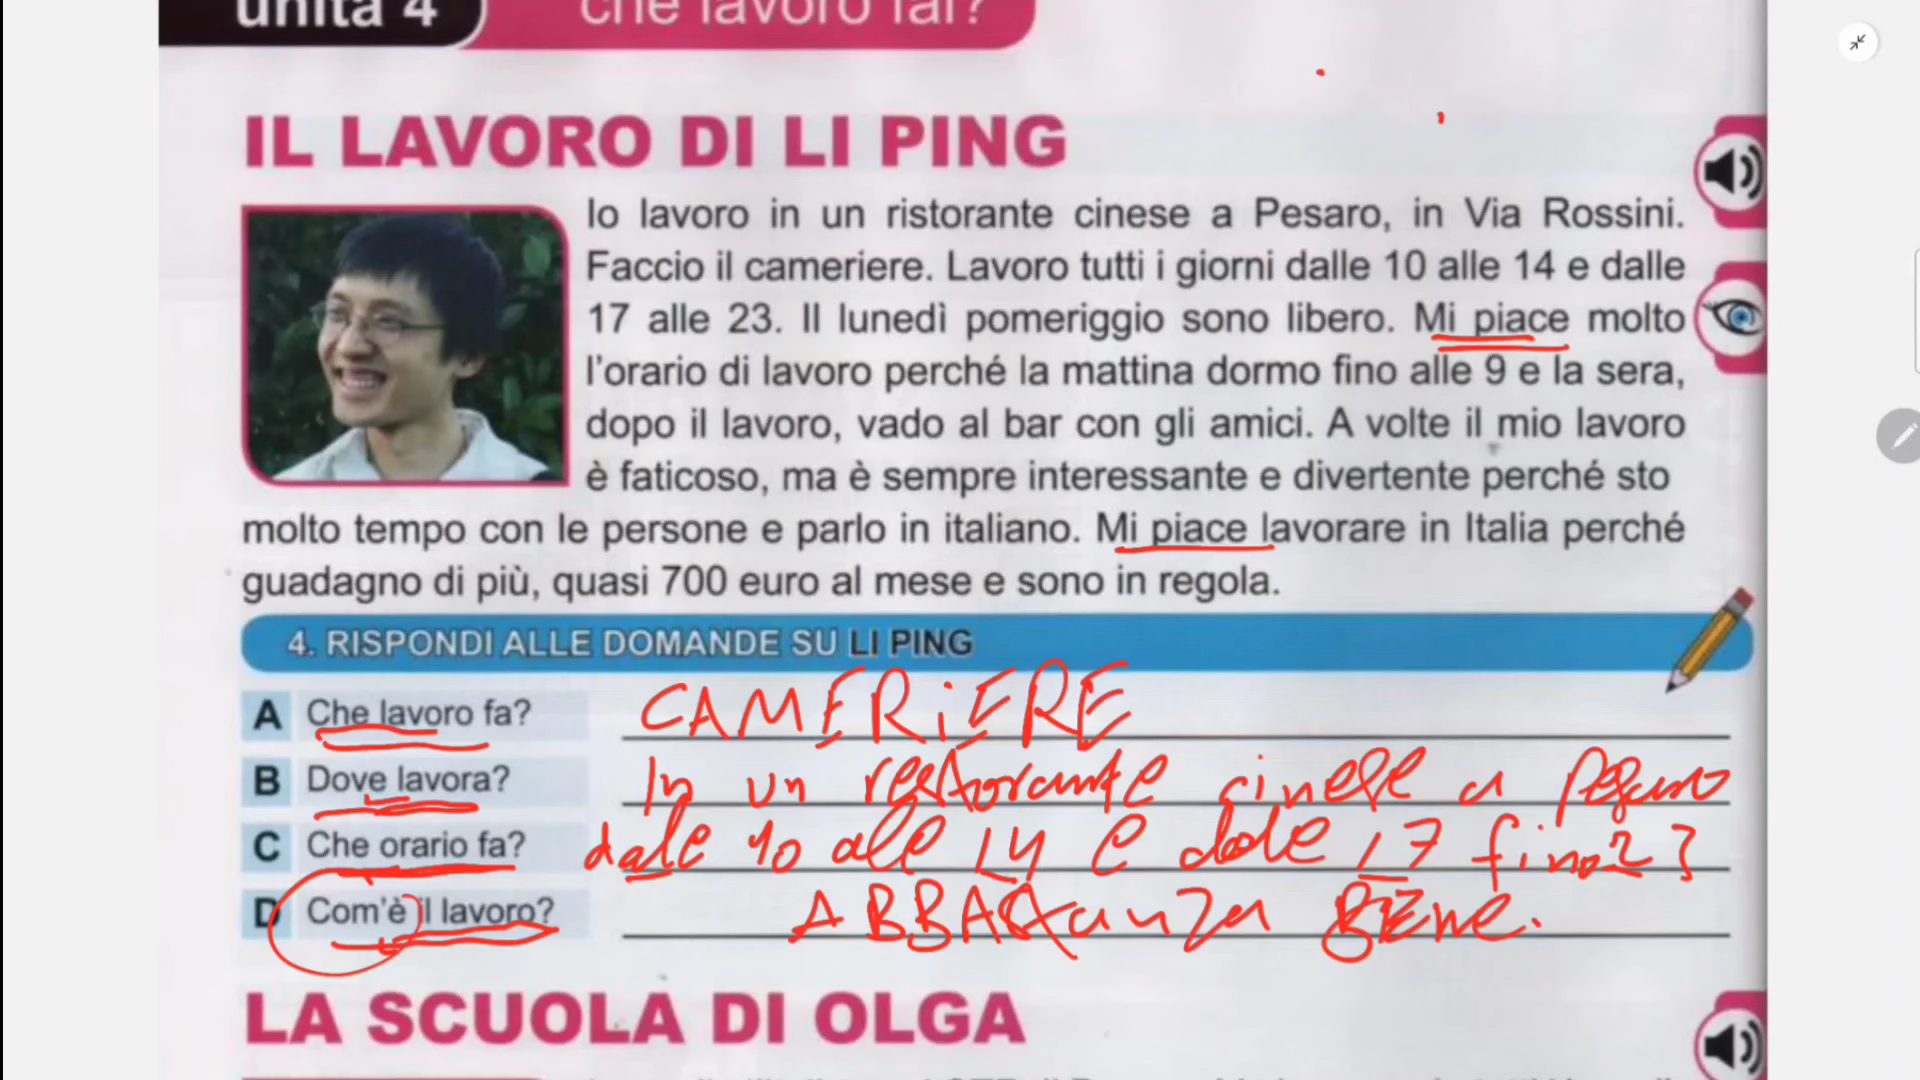 unità 4 che lavoro fai?
IL LAVORO DI LI PING
Io lavoro in un ristorante cinese a Pesaro, in Via Rossini.
Faccio il cameriere. Lavoro tutti i giorni dalle 10 alle 14 e dalle
17 alle 23. Il lunedì pomeriggio sono libero. Mi piace molto
l'orario di lavoro perché la mattina dormo fino alle 9 e la sera,
dopo il lavoro, vado al bar con gli amici. A volte il mio lavoro
è faticoso, ma è sempre interessante e divertente perché sto
molto tempo con le persone e parlo in italiano. Mi piace lavorare in Italia perché
guadagno di più, quasi 700 euro al mese e sono in regola.
4. RISPONDI ALLE DOMANDE SU LI PING
A Che lavoro fa? CAMERiERE
B Dove lavora? In un restorante cinese a Pesaro
C Che orario fa? dale 10 ale 14 e dale 17 fino 23
D Com'è il lavoro? ABBAStanza BENe.
LA SCUOLA DI OLGA